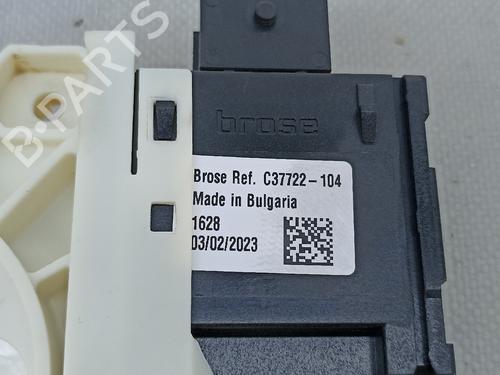 B-PARTS
brose
Brose Ref. C37722-104
Made in Bulgaria
1628
03/02/2023